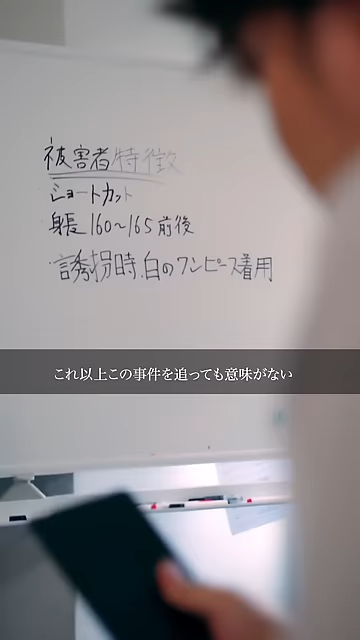 被害者特徴
・ショートカット
・身長160〜165前後
・誘拐時、白のワンピース着用
これ以上この事件を追っても意味がない